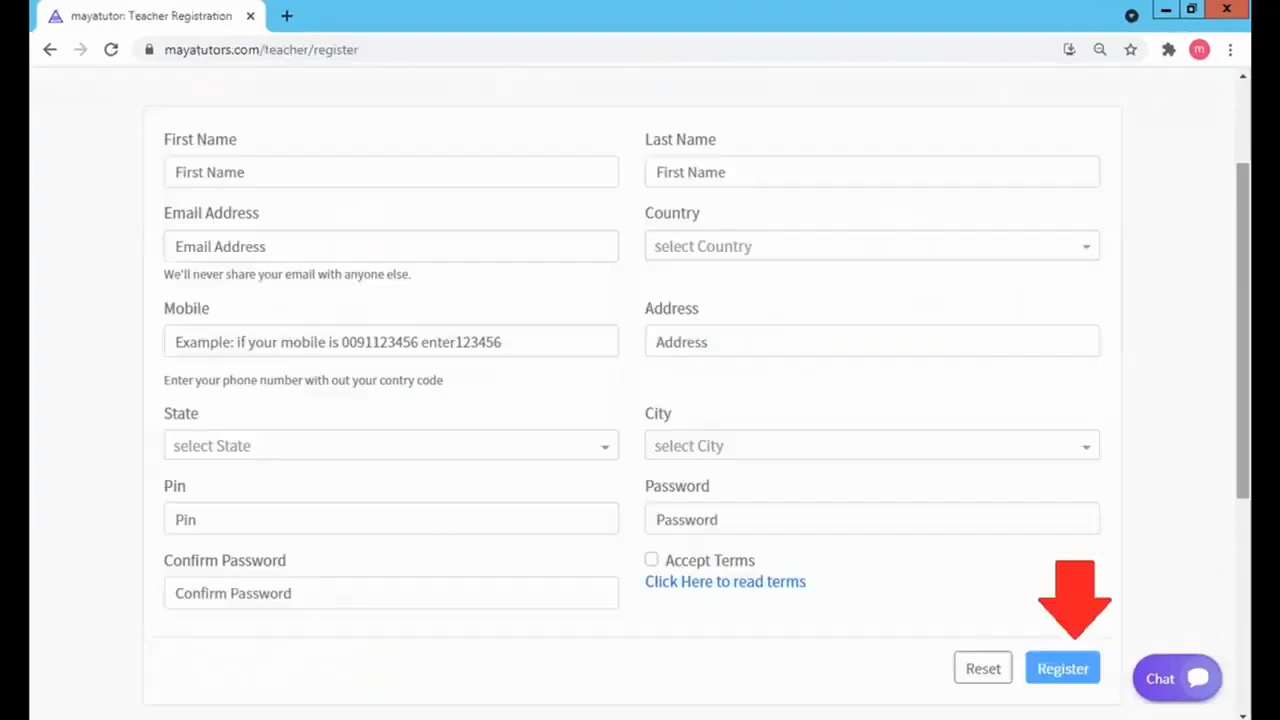 mayatutor: Teacher Registration
mayatutors.com/teacher/register
m
First Name
Last Name
First Name
First Name
Email Address
Country
Email Address
select Country
We'll never share your email with anyone else.
Mobile
Address
Example: if your mobile is 0091123456 enter123456
Address
Enter your phone number with out your contry code
State
City
select State
select City
Pin
Password
Pin
Password
Confirm Password
Accept Terms
Click Here to read terms
Confirm Password
Reset
Register
Chat